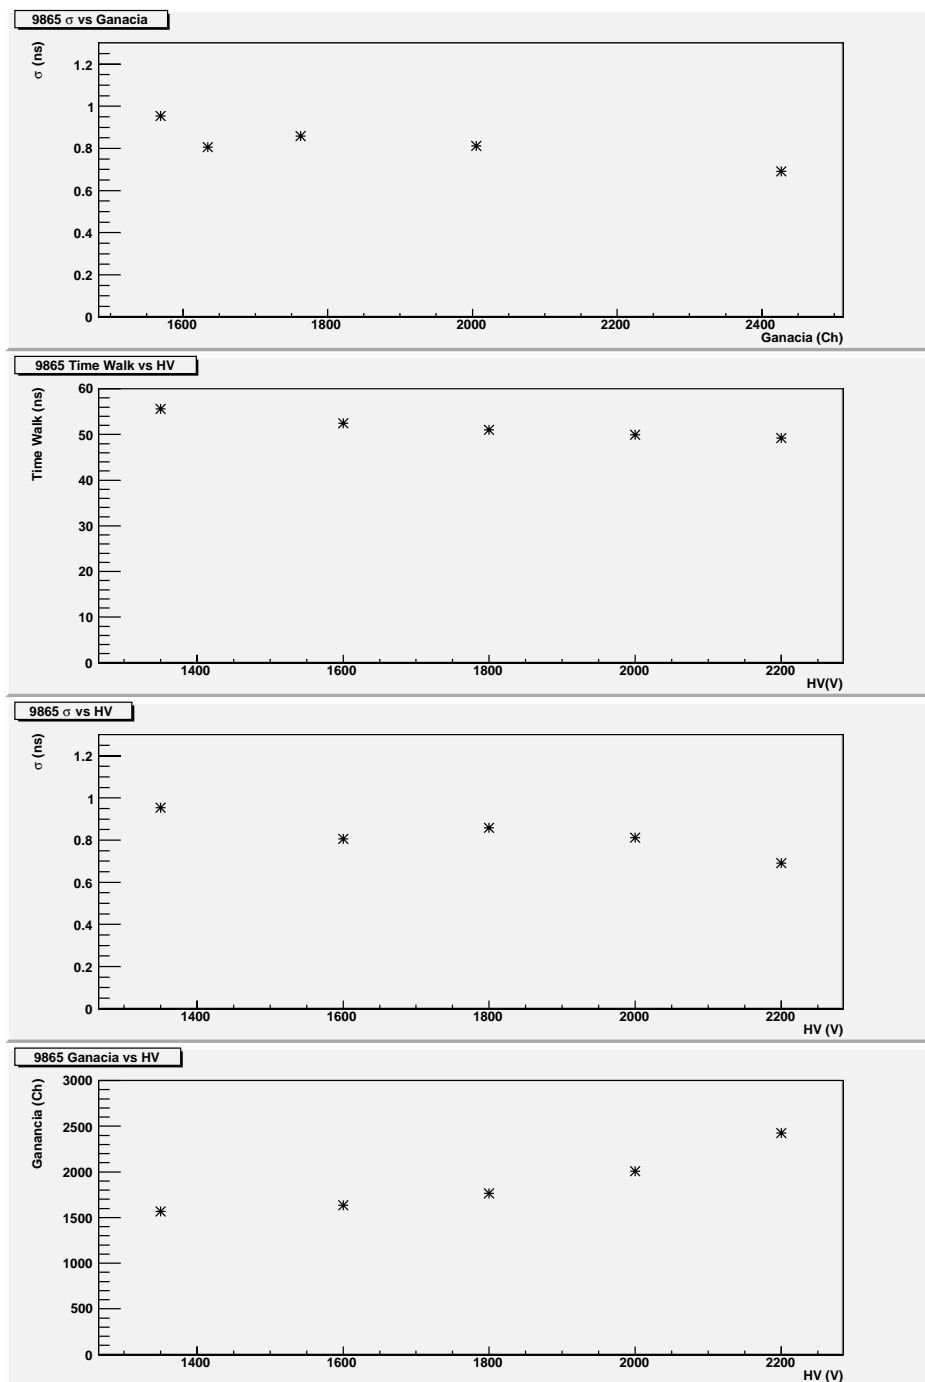 9865 σ vs Ganacia
σ (ns)
1.2
1
0.8
0.6
0.4
0.2
0
1600 1800 2000 2200 2400
Ganacia (Ch)
9865 Time Walk vs HV
Time Walk (ns)
60
50
40
30
20
10
0
1400 1600 1800 2000 2200
HV(V)
9865 σ vs HV
σ (ns)
1.2
1
0.8
0.6
0.4
0.2
0
1400 1600 1800 2000 2200
HV (V)
9865 Ganacia vs HV
Ganancia (Ch)
3000
2500
2000
1500
1000
500
0
1400 1600 1800 2000 2200
HV (V)